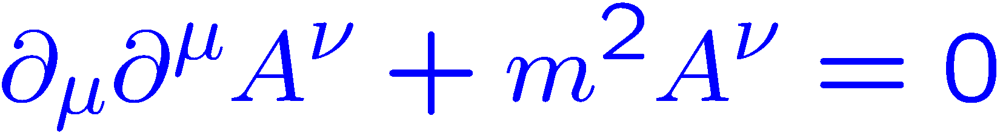 ∂_μ∂^μA^ν + m^2A^ν = 0